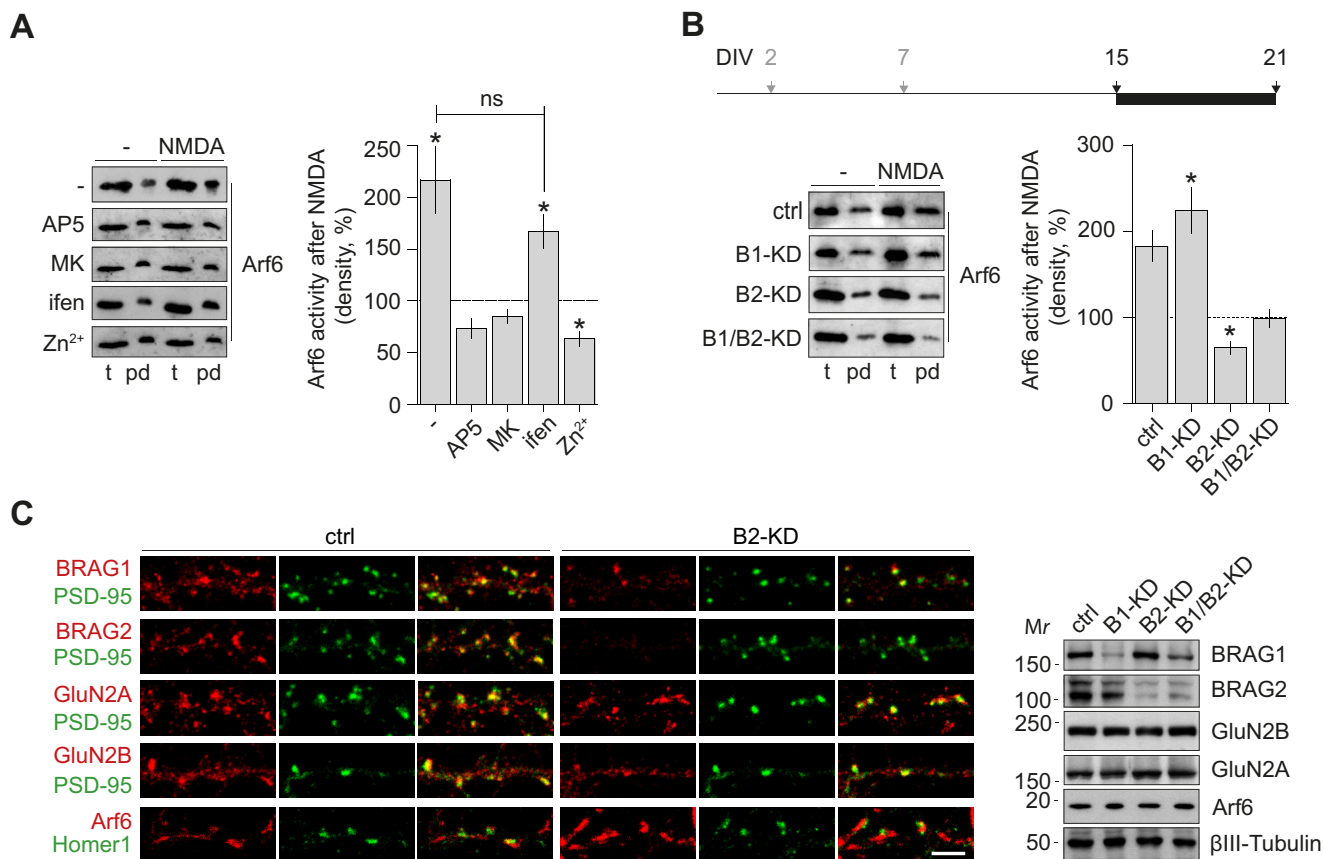 A
- NMDA
-
AP5
MK
ifen
Zn²⁺
Arf6
t pd t pd
ns
* * *
Arf6 activity after NMDA
(density, %)
250
200
150
100
50
0
- AP5 MK ifen Zn²⁺
B
DIV 2 7 15 21
- NMDA
ctrl
B1-KD
B2-KD
B1/B2-KD
Arf6
t pd t pd
Arf6 activity after NMDA
(density, %)
300
200
100
0
* *
ctrl B1-KD B2-KD B1/B2-KD
C
ctrl B2-KD
BRAG1
PSD-95
BRAG2
PSD-95
GluN2A
PSD-95
GluN2B
PSD-95
Arf6
Homer1
ctrl B1-KD B2-KD B1/B2-KD
Mr
150 - BRAG1
100 - BRAG2
250 - GluN2B
150 - GluN2A
20 - Arf6
50 - βIII-Tubulin